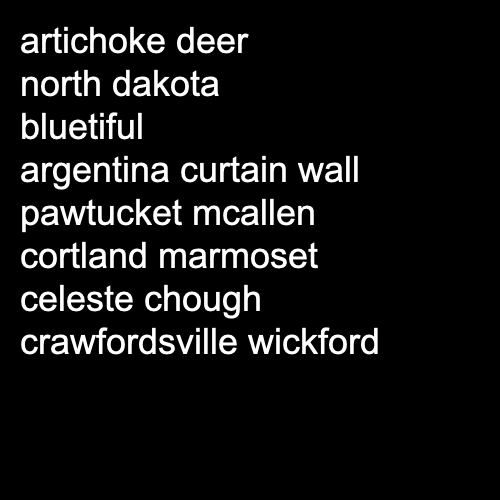 artichoke deer
north dakota
bluetiful
argentina curtain wall
pawtucket mcallen
cortland marmoset
celeste chough
crawfordsville wickford